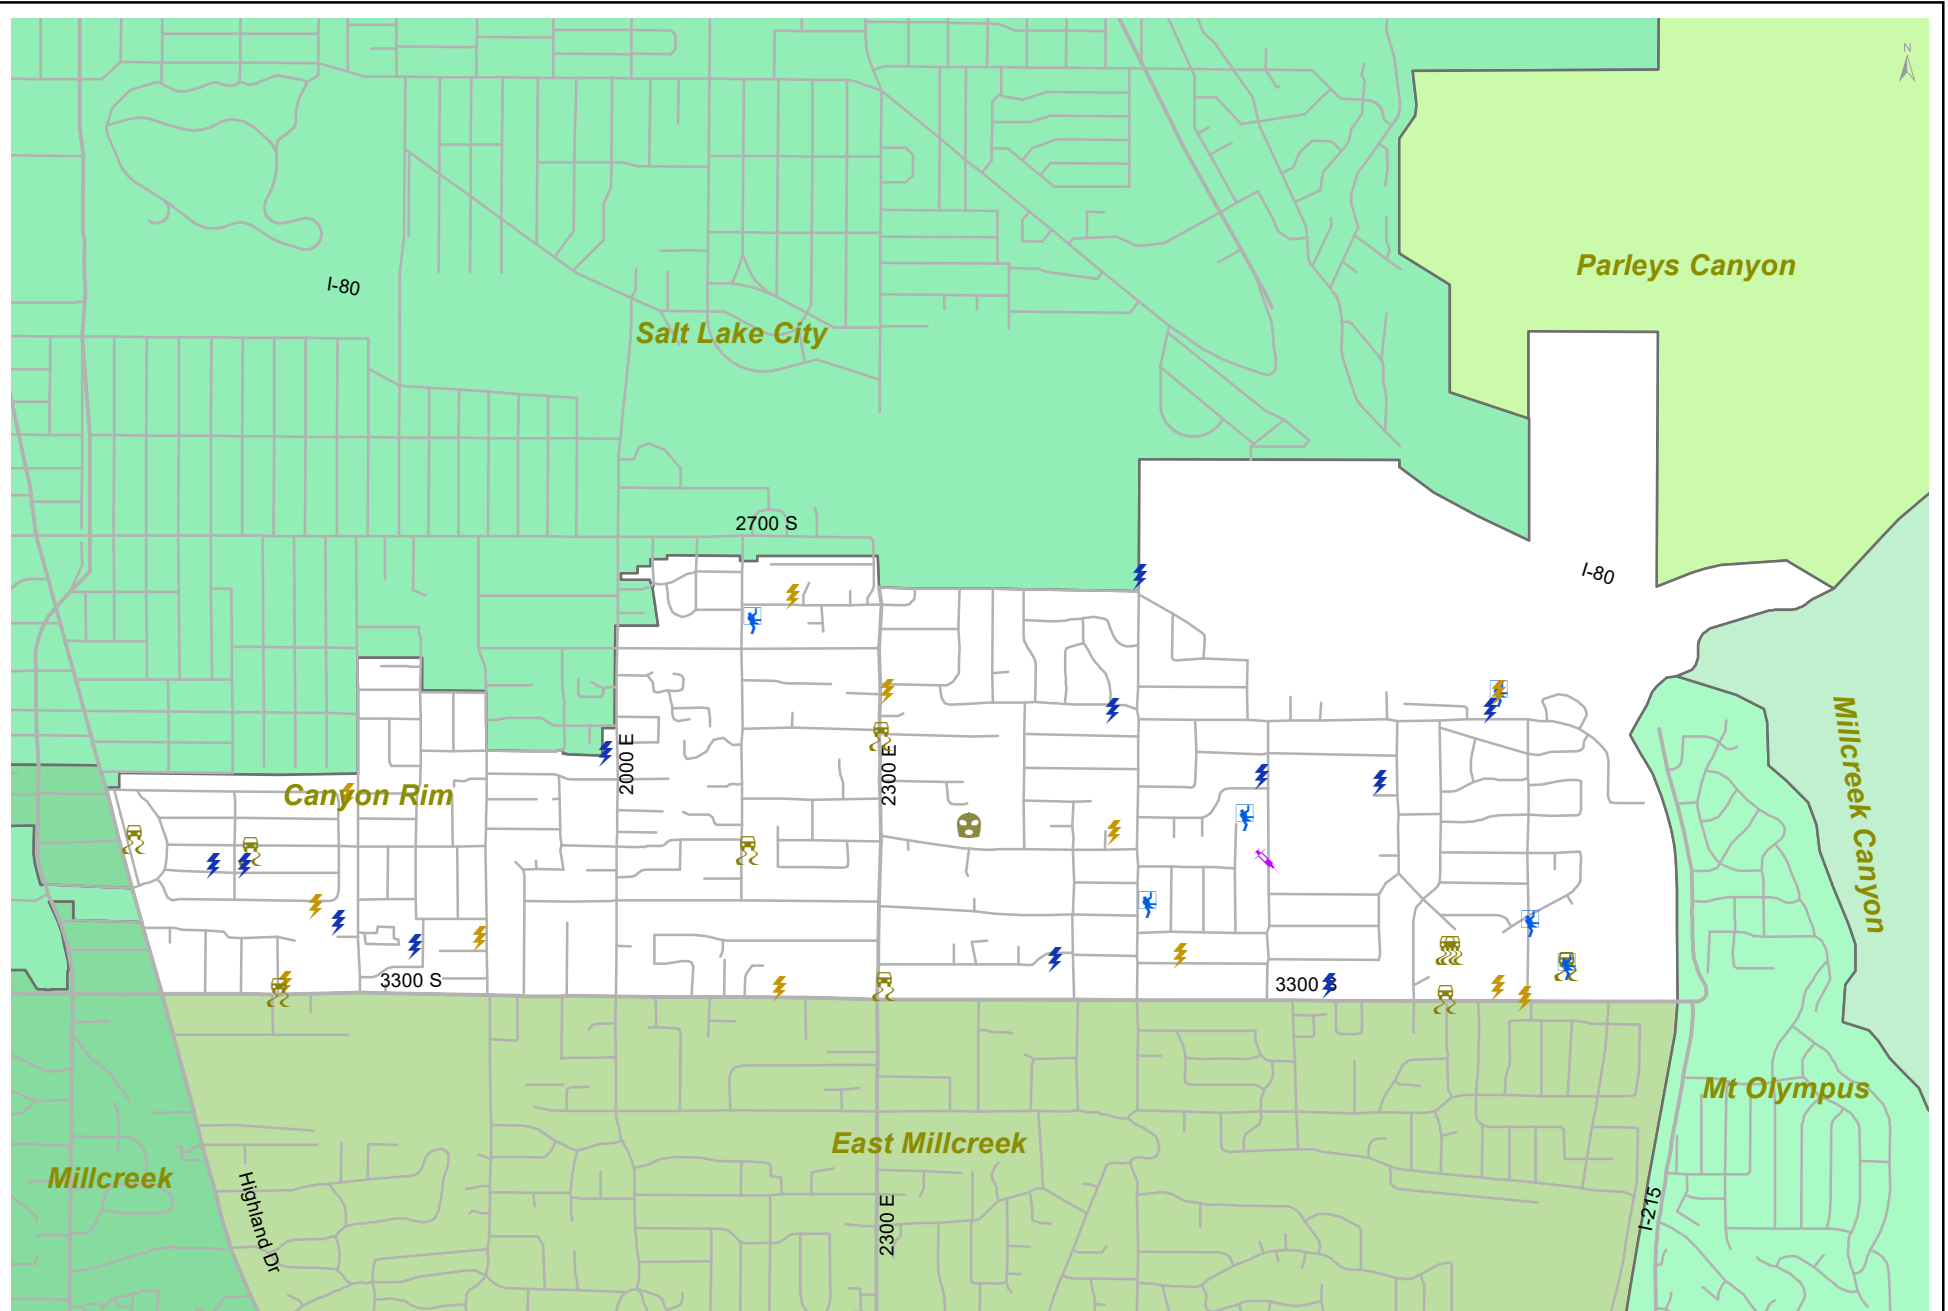 N
Parleys Canyon
I-80
Salt Lake City
2700 S
I-80
Millcreek Canyon
2000 E
2300 E
Canyon Rim
3300 S
3300 S
Mt Olympus
East Millcreek
Millcreek
Highland Dr
2300 E
I-215